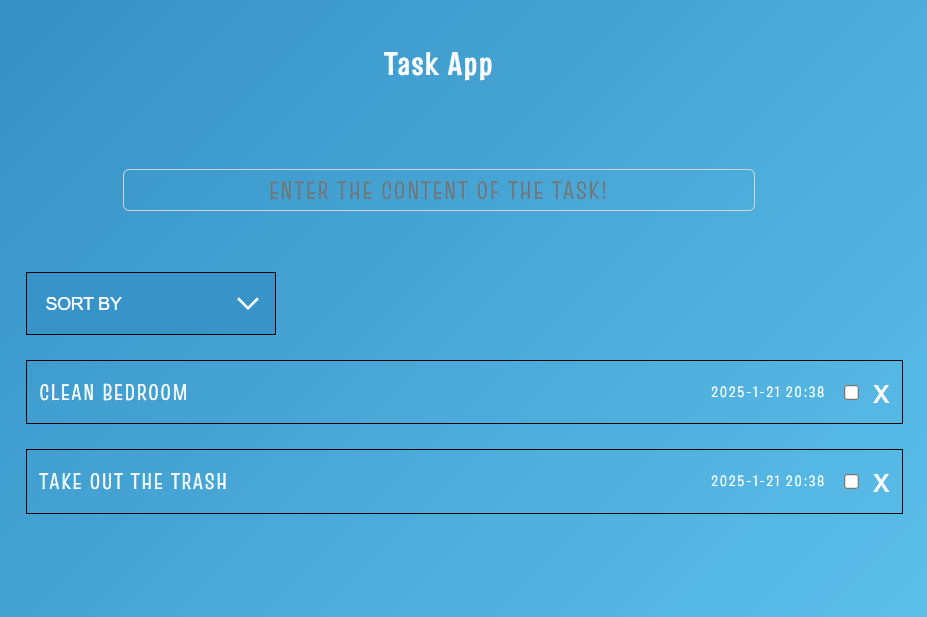 Task App
ENTER THE CONTENT OF THE TASK!
SORT BY
CLEAN BEDROOM 2025-1-21 20:38 X
TAKE OUT THE TRASH 2025-1-21 20:38 X